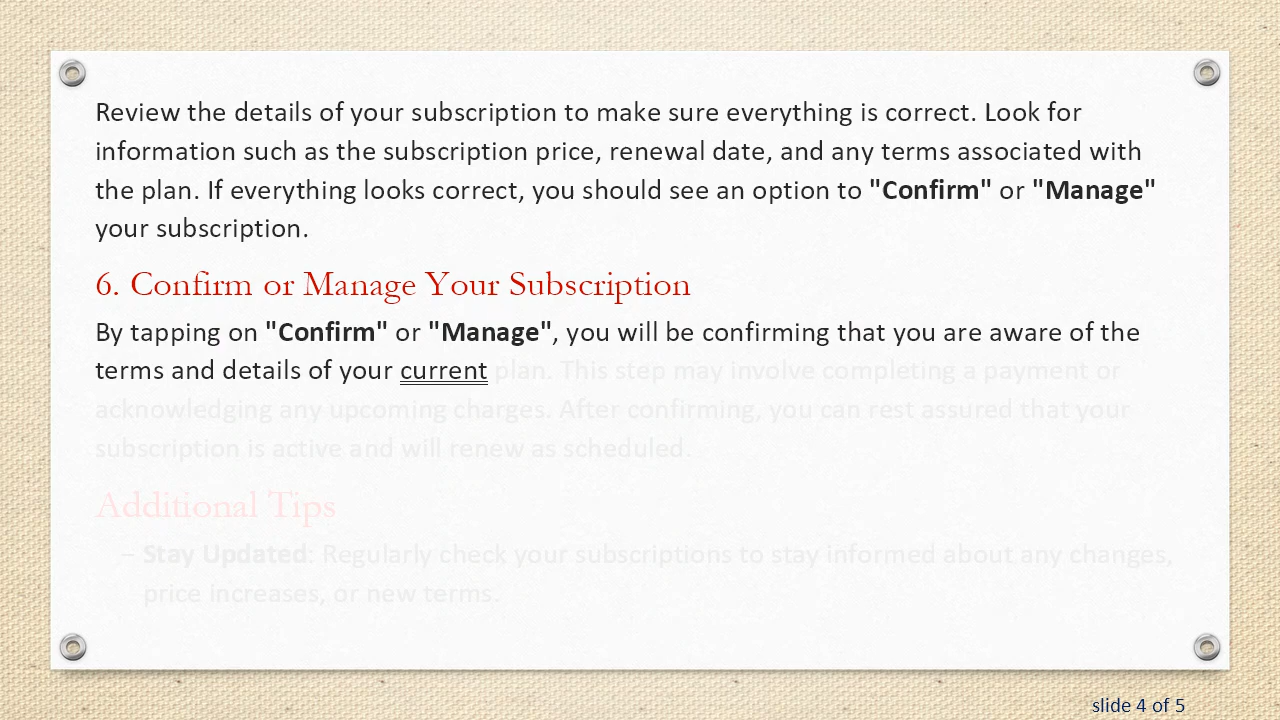 Review the details of your subscription to make sure everything is correct. Look for
information such as the subscription price, renewal date, and any terms associated with
the plan. If everything looks correct, you should see an option to "Confirm" or "Manage"
your subscription.
6. Confirm or Manage Your Subscription
By tapping on "Confirm" or "Manage", you will be confirming that you are aware of the
terms and details of your current plan. This step may involve completing a payment or
acknowledging any upcoming charges. After confirming, you can rest assured that your
subscription is active and will renew as scheduled.
Additional Tips
– Stay Updated: Regularly check your subscriptions to stay informed about any changes,
price increases, or new terms.
slide 4 of 5